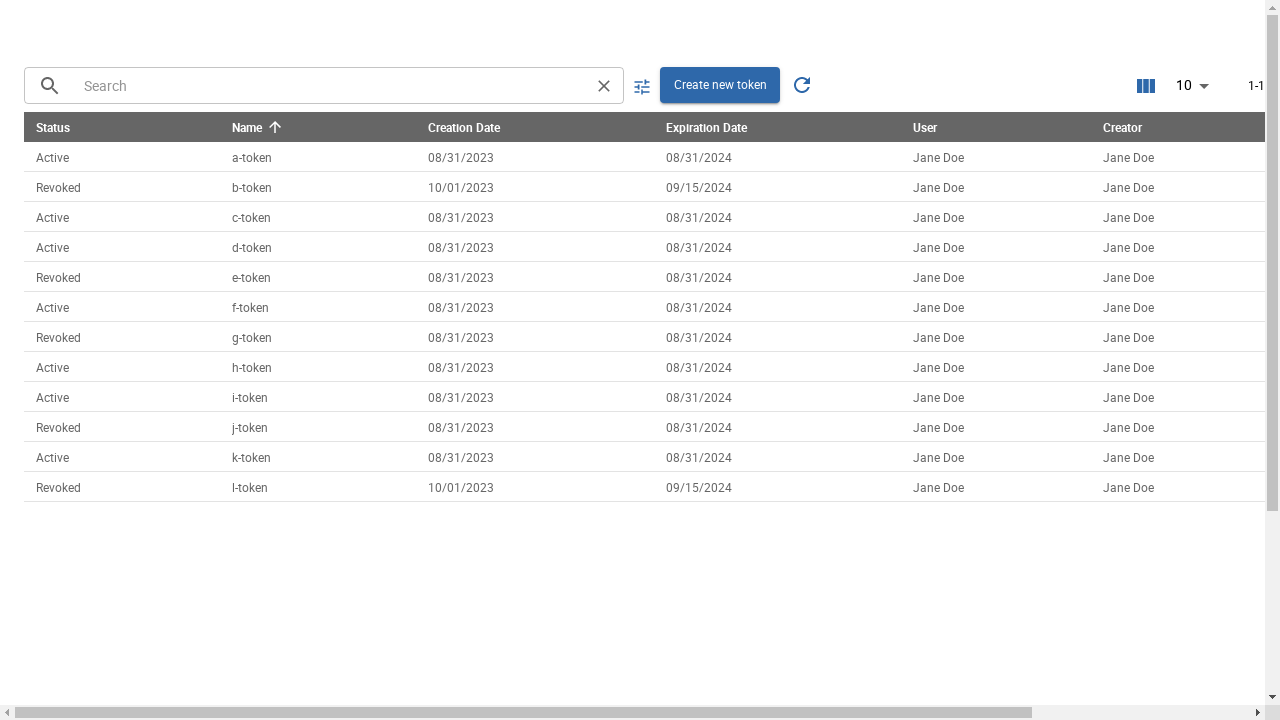 Search Create new token 10 1-1
Status Name Creation Date Expiration Date User Creator
Active a-token 08/31/2023 08/31/2024 Jane Doe Jane Doe
Revoked b-token 10/01/2023 09/15/2024 Jane Doe Jane Doe
Active c-token 08/31/2023 08/31/2024 Jane Doe Jane Doe
Active d-token 08/31/2023 08/31/2024 Jane Doe Jane Doe
Revoked e-token 08/31/2023 08/31/2024 Jane Doe Jane Doe
Active f-token 08/31/2023 08/31/2024 Jane Doe Jane Doe
Revoked g-token 08/31/2023 08/31/2024 Jane Doe Jane Doe
Active h-token 08/31/2023 08/31/2024 Jane Doe Jane Doe
Active i-token 08/31/2023 08/31/2024 Jane Doe Jane Doe
Revoked j-token 08/31/2023 08/31/2024 Jane Doe Jane Doe
Active k-token 08/31/2023 08/31/2024 Jane Doe Jane Doe
Revoked l-token 10/01/2023 09/15/2024 Jane Doe Jane Doe